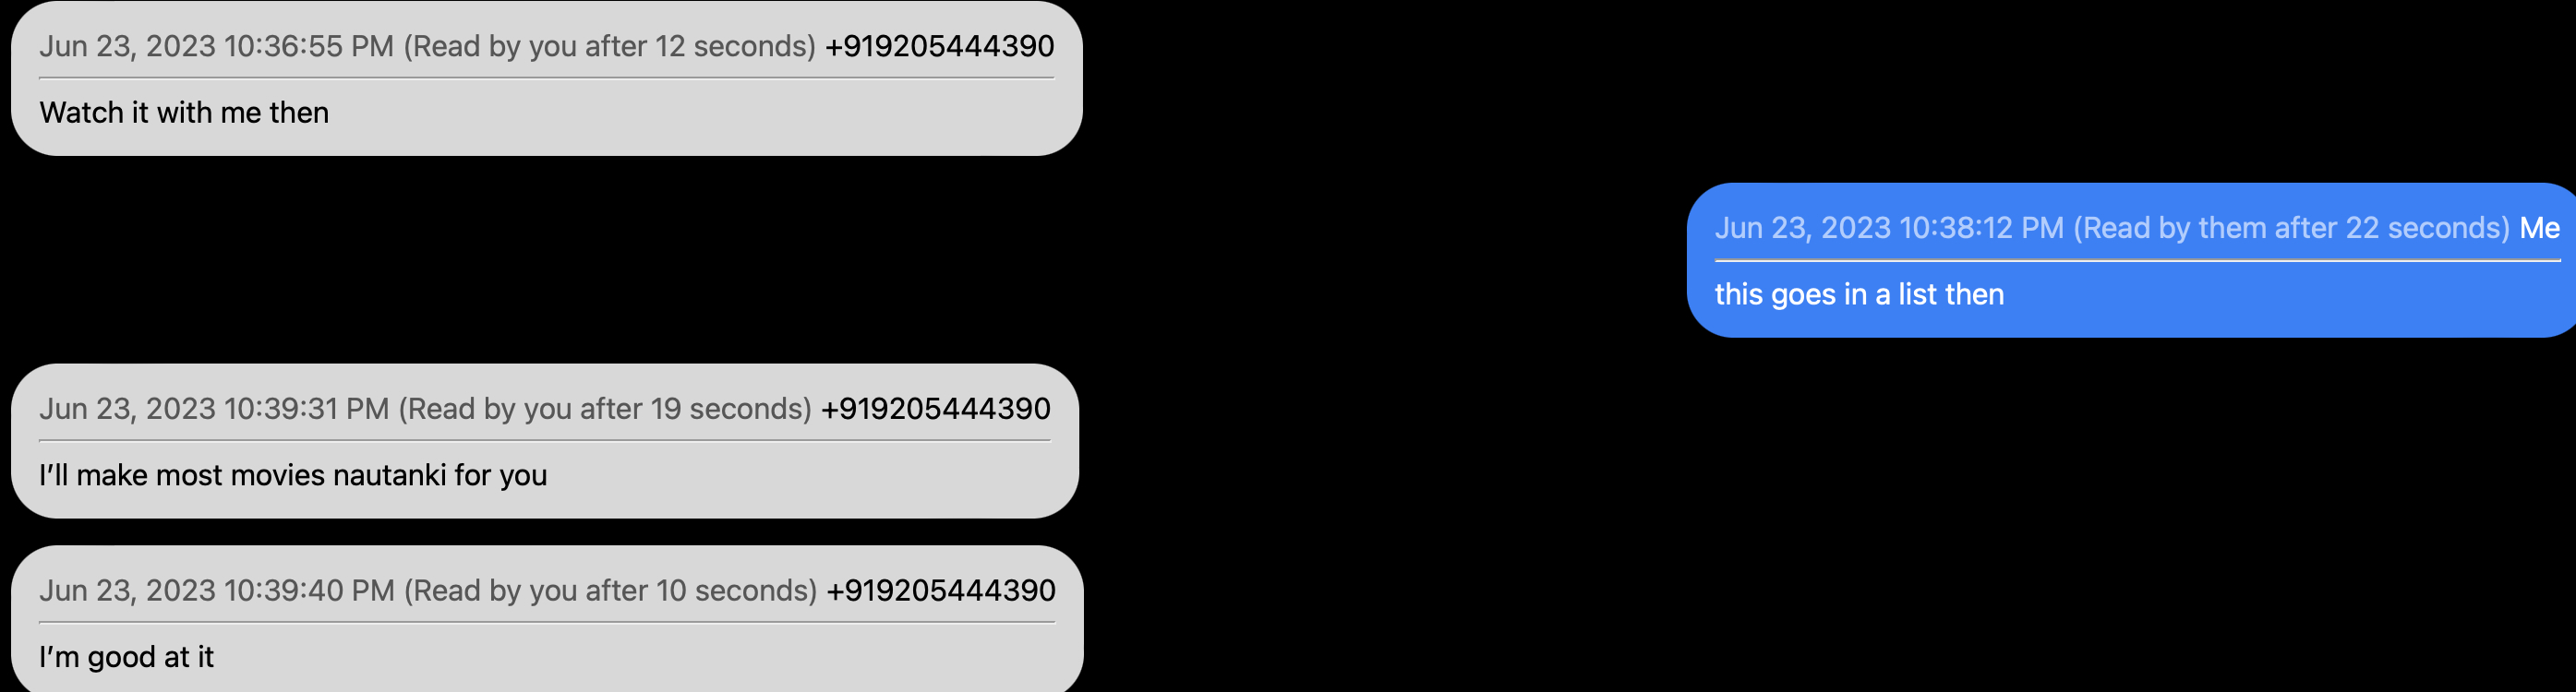 Jun 23, 2023 10:36:55 PM (Read by you after 12 seconds) +919205444390
Watch it with me then
Jun 23, 2023 10:38:12 PM (Read by them after 22 seconds) Me
this goes in a list then
Jun 23, 2023 10:39:31 PM (Read by you after 19 seconds) +919205444390
I’ll make most movies nautanki for you
Jun 23, 2023 10:39:40 PM (Read by you after 10 seconds) +919205444390
I’m good at it